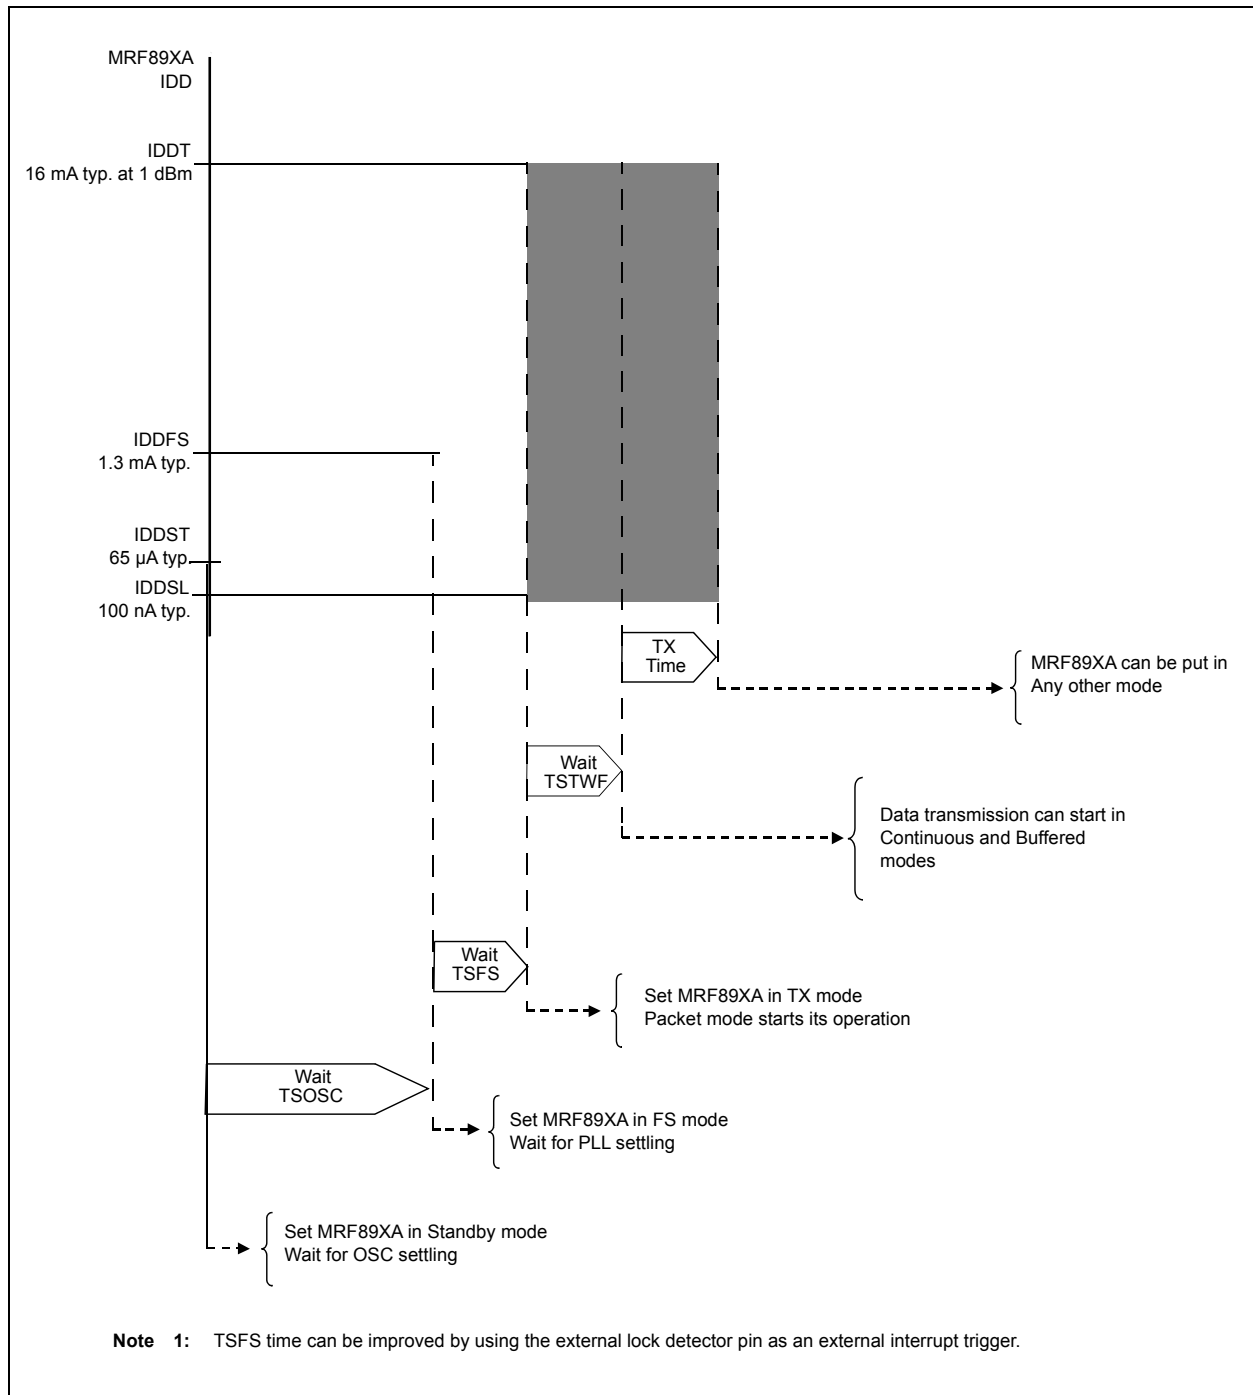 MRF89XA
IDD
IDDT
16 mA typ. at 1 dBm
IDDFS
1.3 mA typ.
IDDST
65 µA typ.
IDDSL
100 nA typ.
TX
Time
MRF89XA can be put in
Any other mode
Wait
TSTWF
Data transmission can start in
Continuous and Buffered
modes
Wait
TSFS
Set MRF89XA in TX mode
Packet mode starts its operation
Wait
TSOSC
Set MRF89XA in FS mode
Wait for PLL settling
Set MRF89XA in Standby mode
Wait for OSC settling
Note 1: TSFS time can be improved by using the external lock detector pin as an external interrupt trigger.